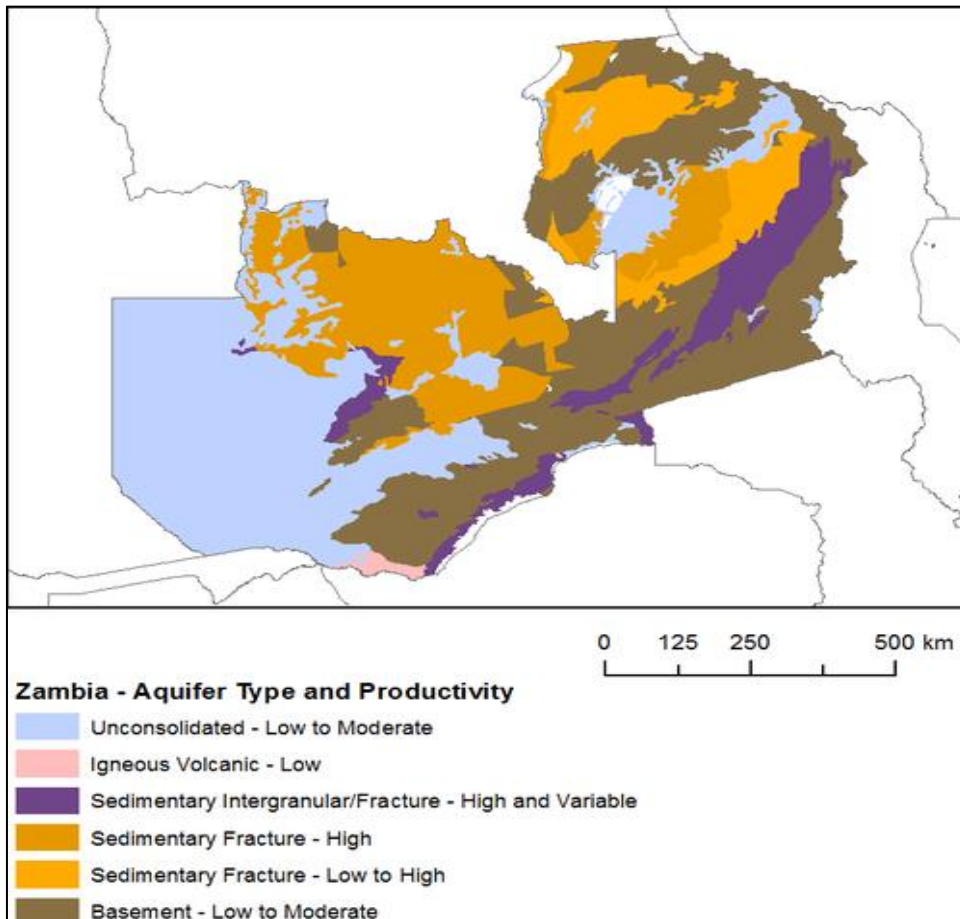 0 125 250 500 km
Zambia - Aquifer Type and Productivity
Unconsolidated - Low to Moderate
Igneous Volcanic - Low
Sedimentary Intergranular/Fracture - High and Variable
Sedimentary Fracture - High
Sedimentary Fracture - Low to High
Basement - Low to Moderate